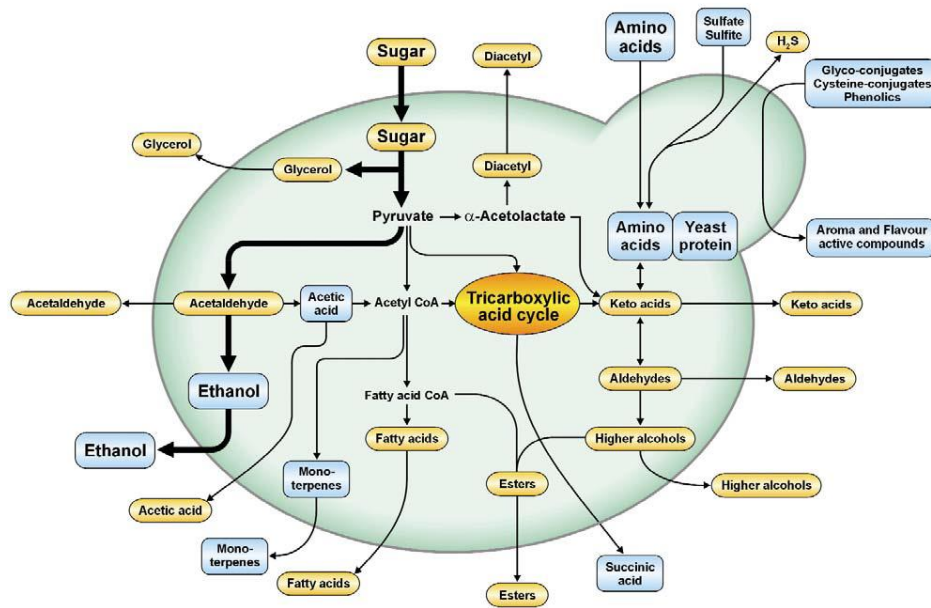 Sugar
Diacetyl
Amino
acids
Sulfate
Sulfite
H₂S
Glyco-conjugates
Cysteine-conjugates
Phenolics
Sugar
Glycerol
Glycerol
Diacetyl
Pyruvate
α-Acetolactate
Amino
acids
Yeast
protein
Aroma and Flavour
active compounds
Acetaldehyde
Acetaldehyde
Acetic
acid
Acetyl CoA
Tricarboxylic
acid cycle
Keto acids
Keto acids
Ethanol
Fatty acid CoA
Aldehydes
Aldehydes
Ethanol
Fatty acids
Higher alcohols
Mono-
terpenes
Esters
Higher alcohols
Acetic acid
Mono-
terpenes
Fatty acids
Esters
Succinic
acid